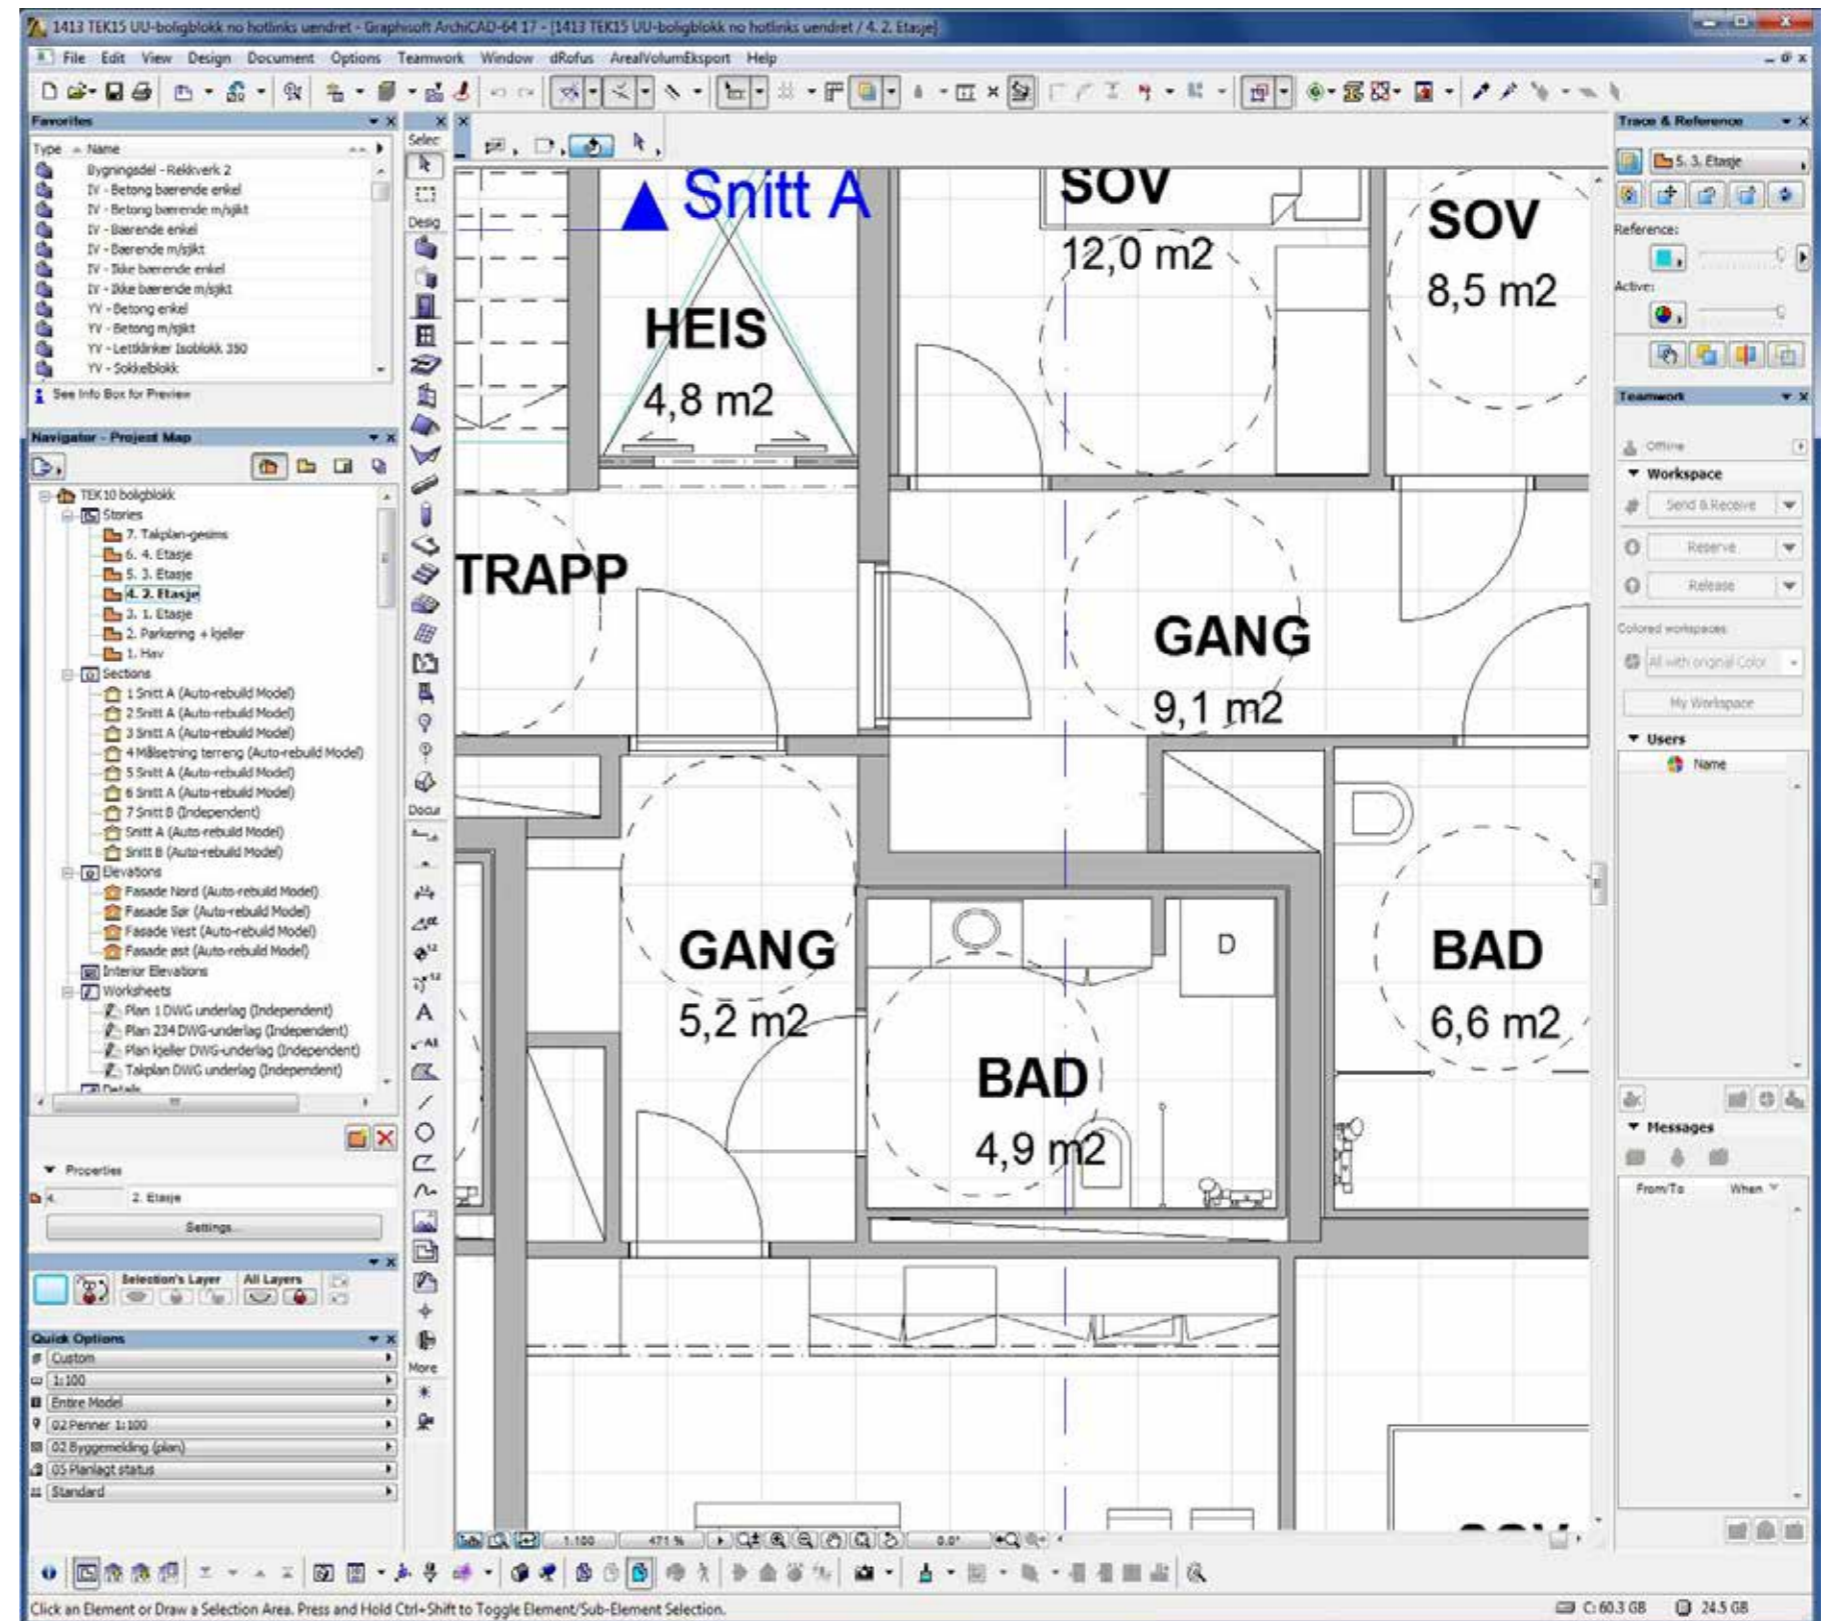 1413 TEK15 UU-boligblokk no hotlinks uendret - Graphisoft ArchiCAD-64 17 - [1413 TEK15 UU-boligblokk no hotlinks uendret / 4. 2. Etasje]
File Edit View Design Document Options Teamwork Window dRofus ArealVolumEksport Help
Favorites
Type Name
Bygningsdel - Rekkverk 2
IV - Betong bærende enkel
IV - Betong bærende m/sjikt
IV - Bærende enkel
IV - Bærende m/sjikt
IV - Ikke bærende enkel
IV - Ikke bærende m/sjikt
YV - Betong enkel
YV - Betong m/sjikt
YV - Lettklinker Isoblokk 350
YV - Sokkelblokk
See Info Box for Preview
Navigator - Project Map
TEK10 boligblokk
Stories
7. Takplan-gesims
6. 4. Etasje
5. 3. Etasje
4. 2. Etasje
3. 1. Etasje
2. Parkering + kjeller
1. Hav
Sections
1 Snitt A (Auto-rebuild Model)
2 Snitt A (Auto-rebuild Model)
3 Snitt A (Auto-rebuild Model)
4 Målsetning terreng (Auto-rebuild Model)
5 Snitt A (Auto-rebuild Model)
6 Snitt A (Auto-rebuild Model)
7 Snitt B (Independent)
Snitt A (Auto-rebuild Model)
Snitt B (Auto-rebuild Model)
Elevations
Fasade Nord (Auto-rebuild Model)
Fasade Sør (Auto-rebuild Model)
Fasade Vest (Auto-rebuild Model)
Fasade øst (Auto-rebuild Model)
Interior Elevations
Worksheets
Plan 1 DWG underlag (Independent)
Plan 234 DWG-underlag (Independent)
Plan kjeller DWG-underlag (Independent)
Takplan DWG underlag (Independent)
Details
Properties
4. 2. Etasje
Settings...
Selection's Layer All Layers
Quick Options
Custom
1:100
Entire Model
02 Penner 1:100
02 Byggemelding (plan)
05 Planlagt status
Standard
Selec
Desig
Docur
A
A1
More
Snitt A
HEIS
4,8 m2
SOV
12,0 m2
SOV
8,5 m2
TRAPP
GANG
9,1 m2
GANG
5,2 m2
D
BAD
4,9 m2
BAD
6,6 m2
1:100 471 % 0.0°
Trace & Reference
5. 3. Etasje
Reference:
Active:
Teamwork
Offline
Workspace
Send & Receive
Reserve
Release
Colored workspaces:
All with original Color
My Workspace
Users
Name
Messages
From/To When
Click an Element or Draw a Selection Area. Press and Hold Ctrl+Shift to Toggle Element/Sub-Element Selection.
C: 60.3 GB 24.5 GB